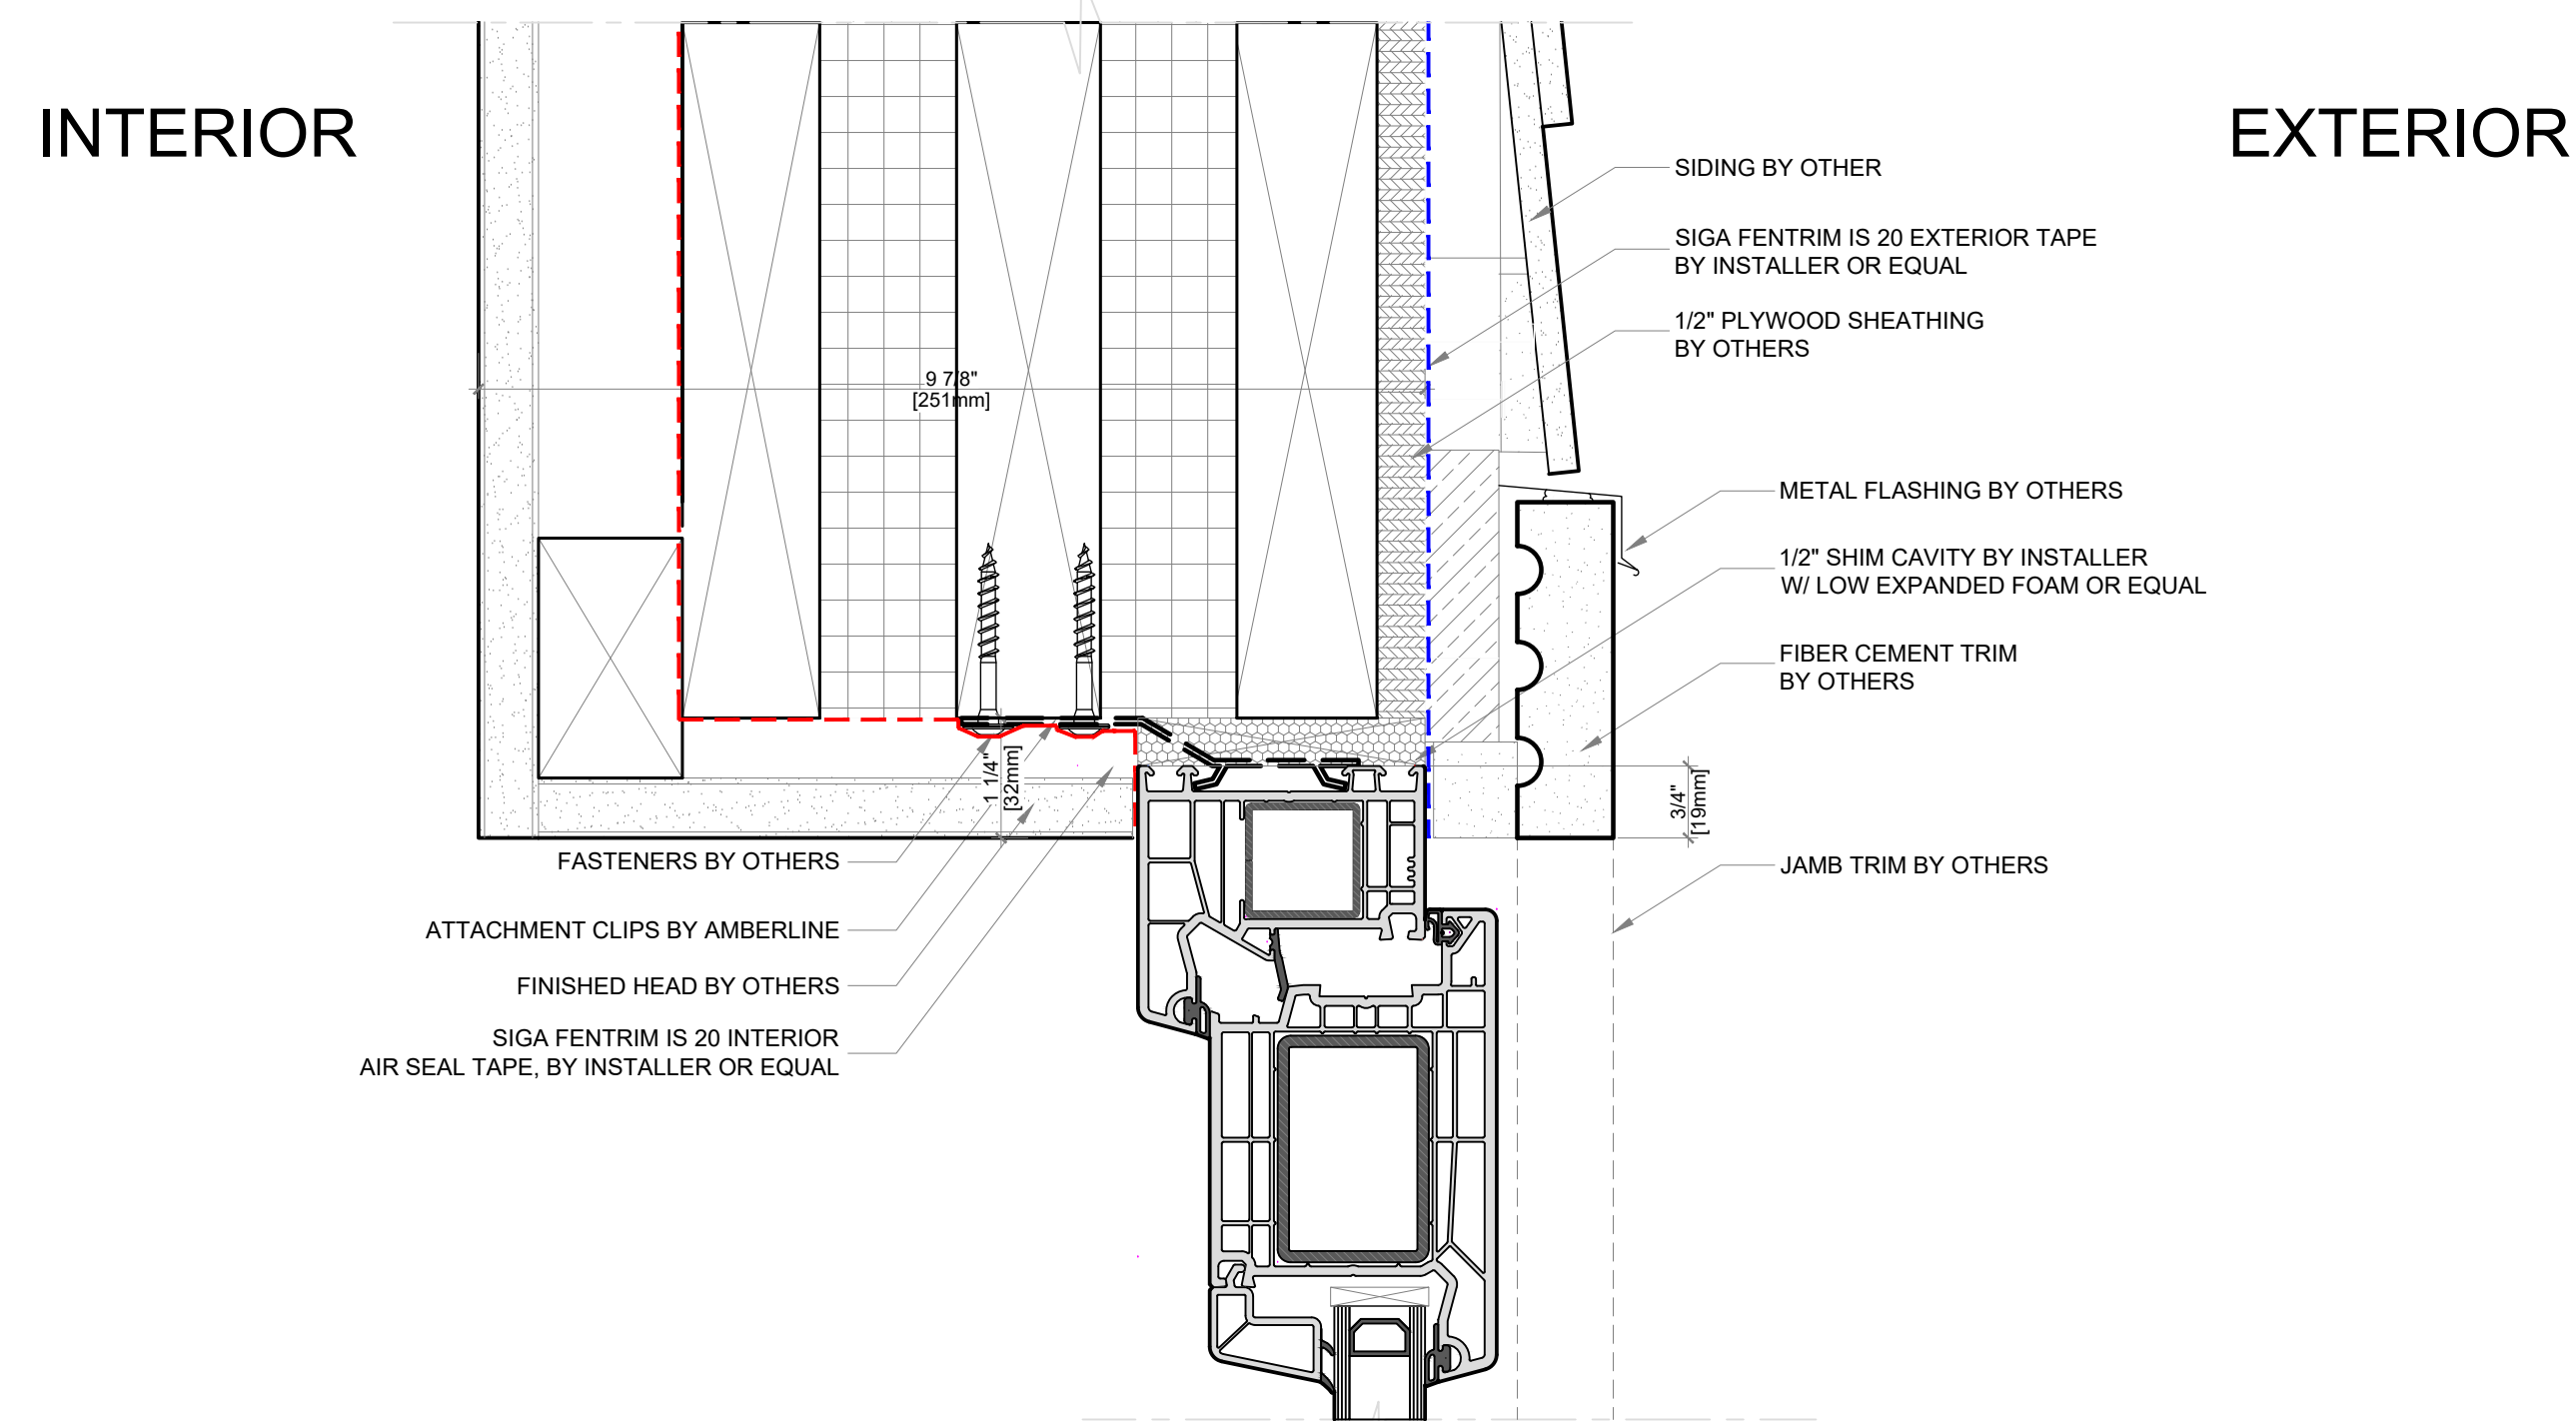 INTERIOR
EXTERIOR
SIDING BY OTHER
SIGA FENTRIM IS 20 EXTERIOR TAPE
BY INSTALLER OR EQUAL
1/2" PLYWOOD SHEATHING
BY OTHERS
9 7/8"
[251mm]
METAL FLASHING BY OTHERS
1/2" SHIM CAVITY BY INSTALLER
W/ LOW EXPANDED FOAM OR EQUAL
FIBER CEMENT TRIM
BY OTHERS
1 1/4"
[32mm]
3/4"
[19mm]
FASTENERS BY OTHERS
JAMB TRIM BY OTHERS
ATTACHMENT CLIPS BY AMBERLINE
FINISHED HEAD BY OTHERS
SIGA FENTRIM IS 20 INTERIOR
AIR SEAL TAPE, BY INSTALLER OR EQUAL